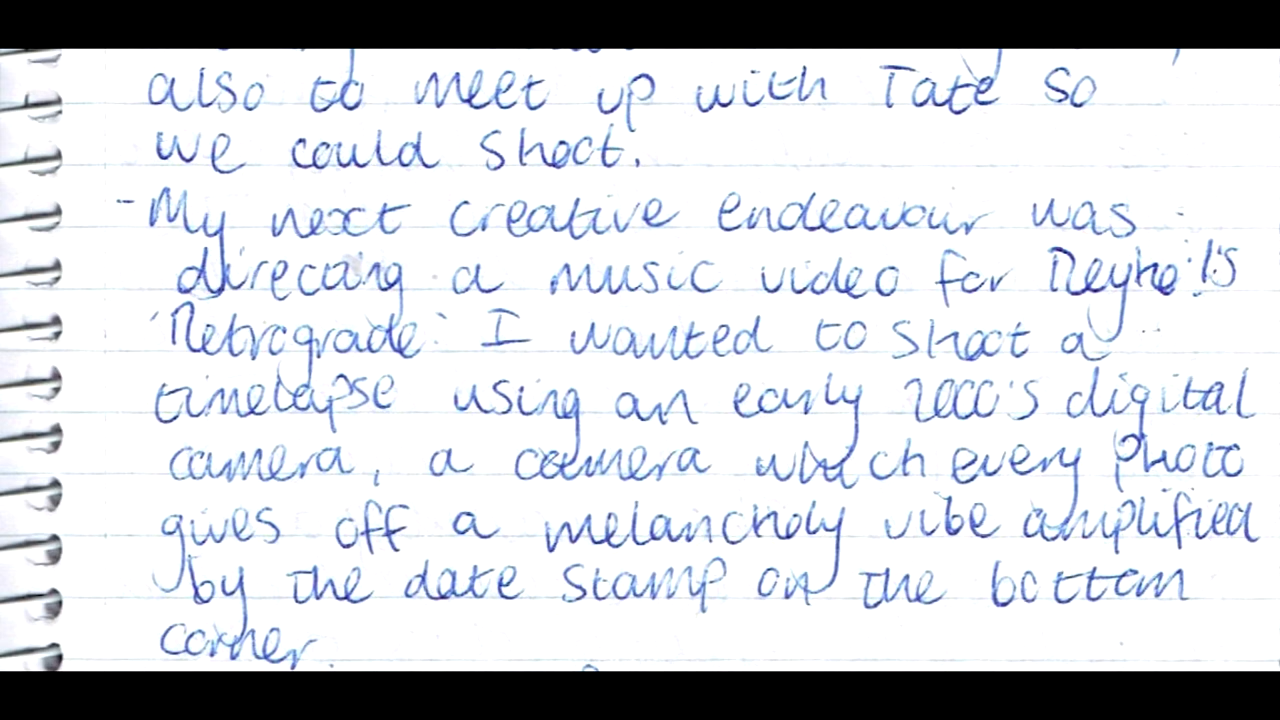 also to meet up with Tate so
we could shoot.
- My next creative endeavour was
directing a music video for
'Retrograde'. I wanted to shoot a
timelapse using an early 2000's digital
camera, a camera which every photo
gives off a melancholy vibe amplified
by the date stamp on the bottom
corner.